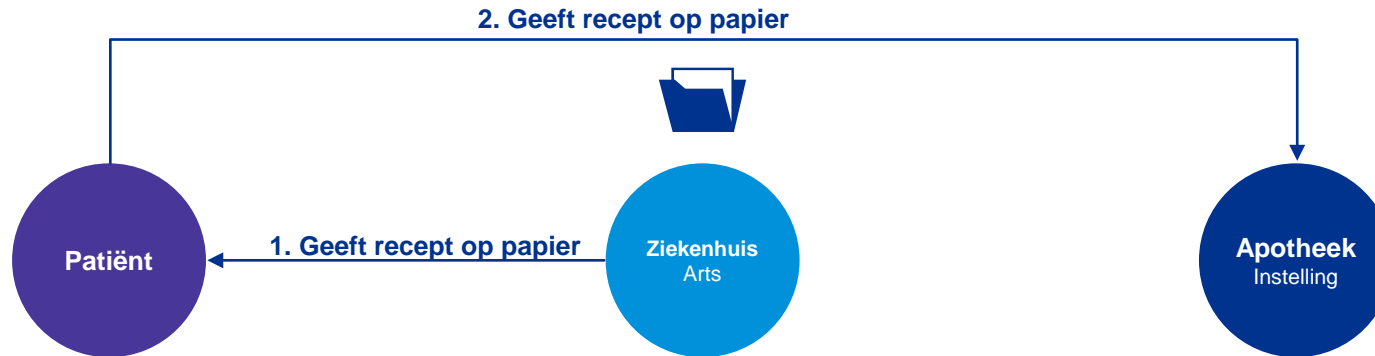 2. Geeft recept op papier
1. Geeft recept op papier
Patiënt
Ziekenhuis
Arts
Apotheek
Instelling